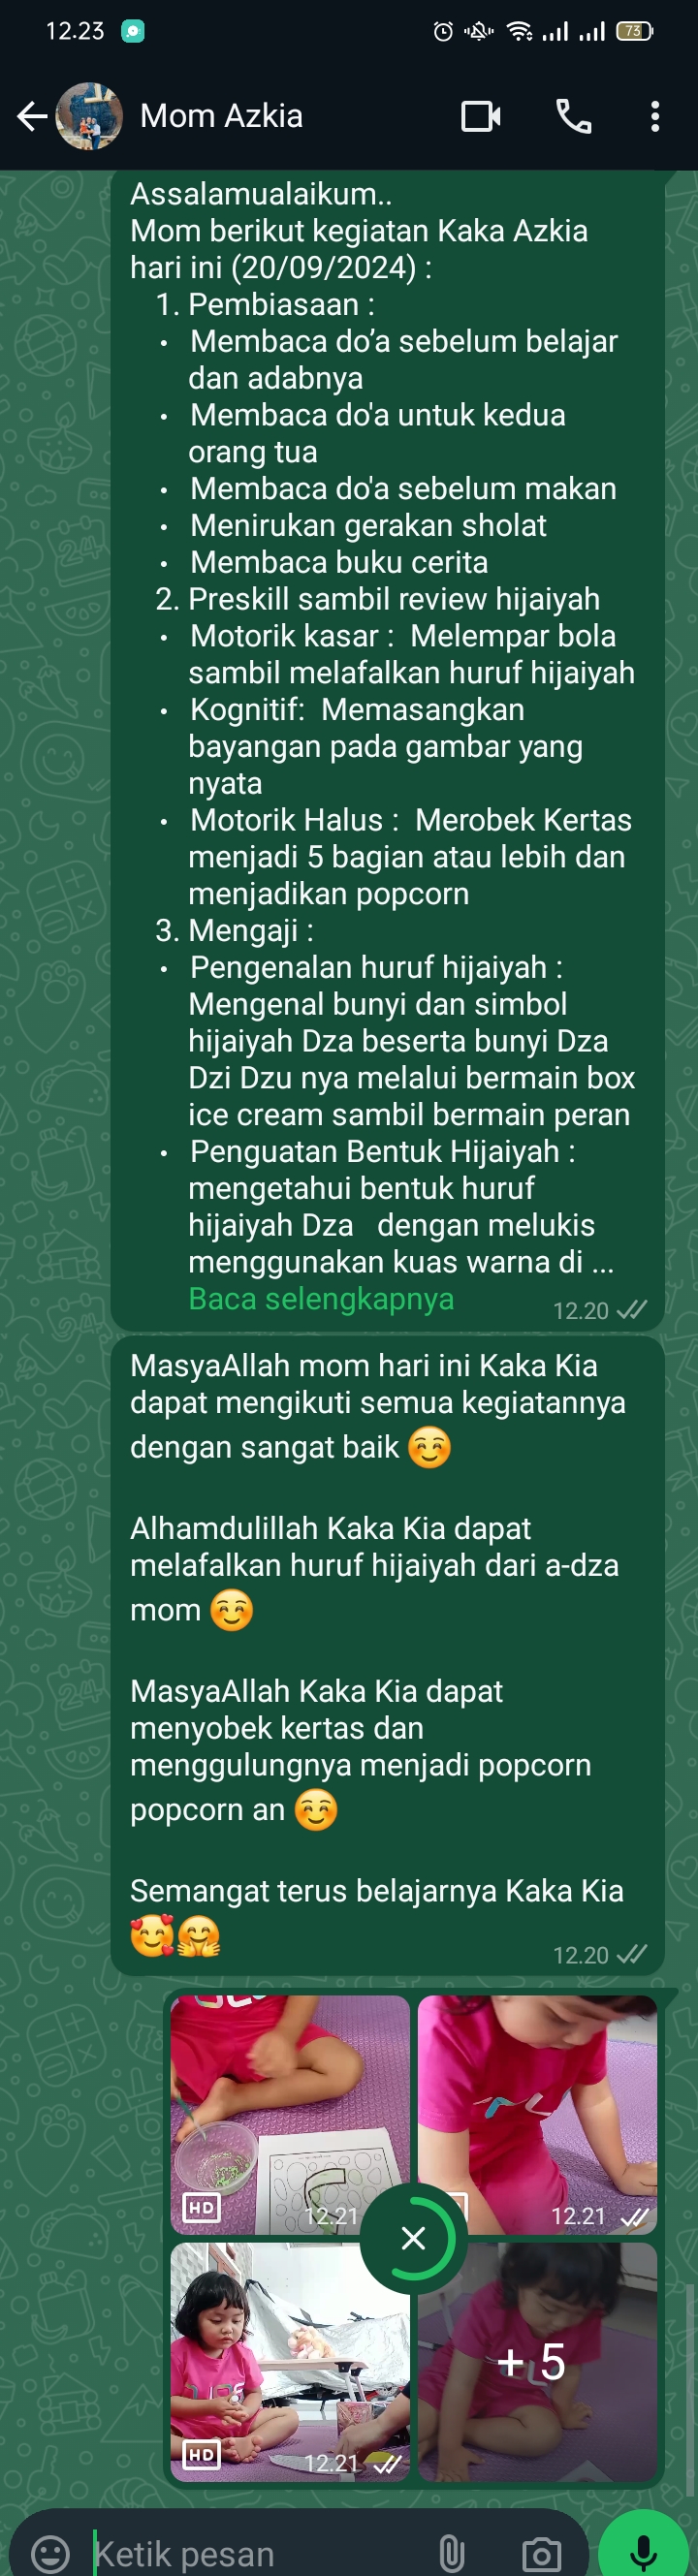 12.23
73
Mom Azkia
Assalamualaikum..
Mom berikut kegiatan Kaka Azkia
hari ini (20/09/2024) :
1. Pembiasaan :
• Membaca do’a sebelum belajar
dan adabnya
• Membaca do'a untuk kedua
orang tua
• Membaca do'a sebelum makan
• Menirukan gerakan sholat
• Membaca buku cerita
2. Preskill sambil review hijaiyah
• Motorik kasar : Melempar bola
sambil melafalkan huruf hijaiyah
• Kognitif: Memasangkan
bayangan pada gambar yang
nyata
• Motorik Halus : Merobek Kertas
menjadi 5 bagian atau lebih dan
menjadikan popcorn
3. Mengaji :
• Pengenalan huruf hijaiyah :
Mengenal bunyi dan simbol
hijaiyah Dza beserta bunyi Dza
Dzi Dzu nya melalui bermain box
ice cream sambil bermain peran
• Penguatan Bentuk Hijaiyah :
mengetahui bentuk huruf
hijaiyah Dza dengan melukis
menggunakan kuas warna di ...
Baca selengkapnya 12.20
MasyaAllah mom hari ini Kaka Kia
dapat mengikuti semua kegiatannya
dengan sangat baik ☺️
Alhamdulillah Kaka Kia dapat
melafalkan huruf hijaiyah dari a-dza
mom ☺️
MasyaAllah Kaka Kia dapat
menyobek kertas dan
menggulungnya menjadi popcorn
popcorn an ☺️
Semangat terus belajarnya Kaka Kia
🥰🤗 12.20
HD 12.21
12.21
HD 12.21
+ 5
Ketik pesan